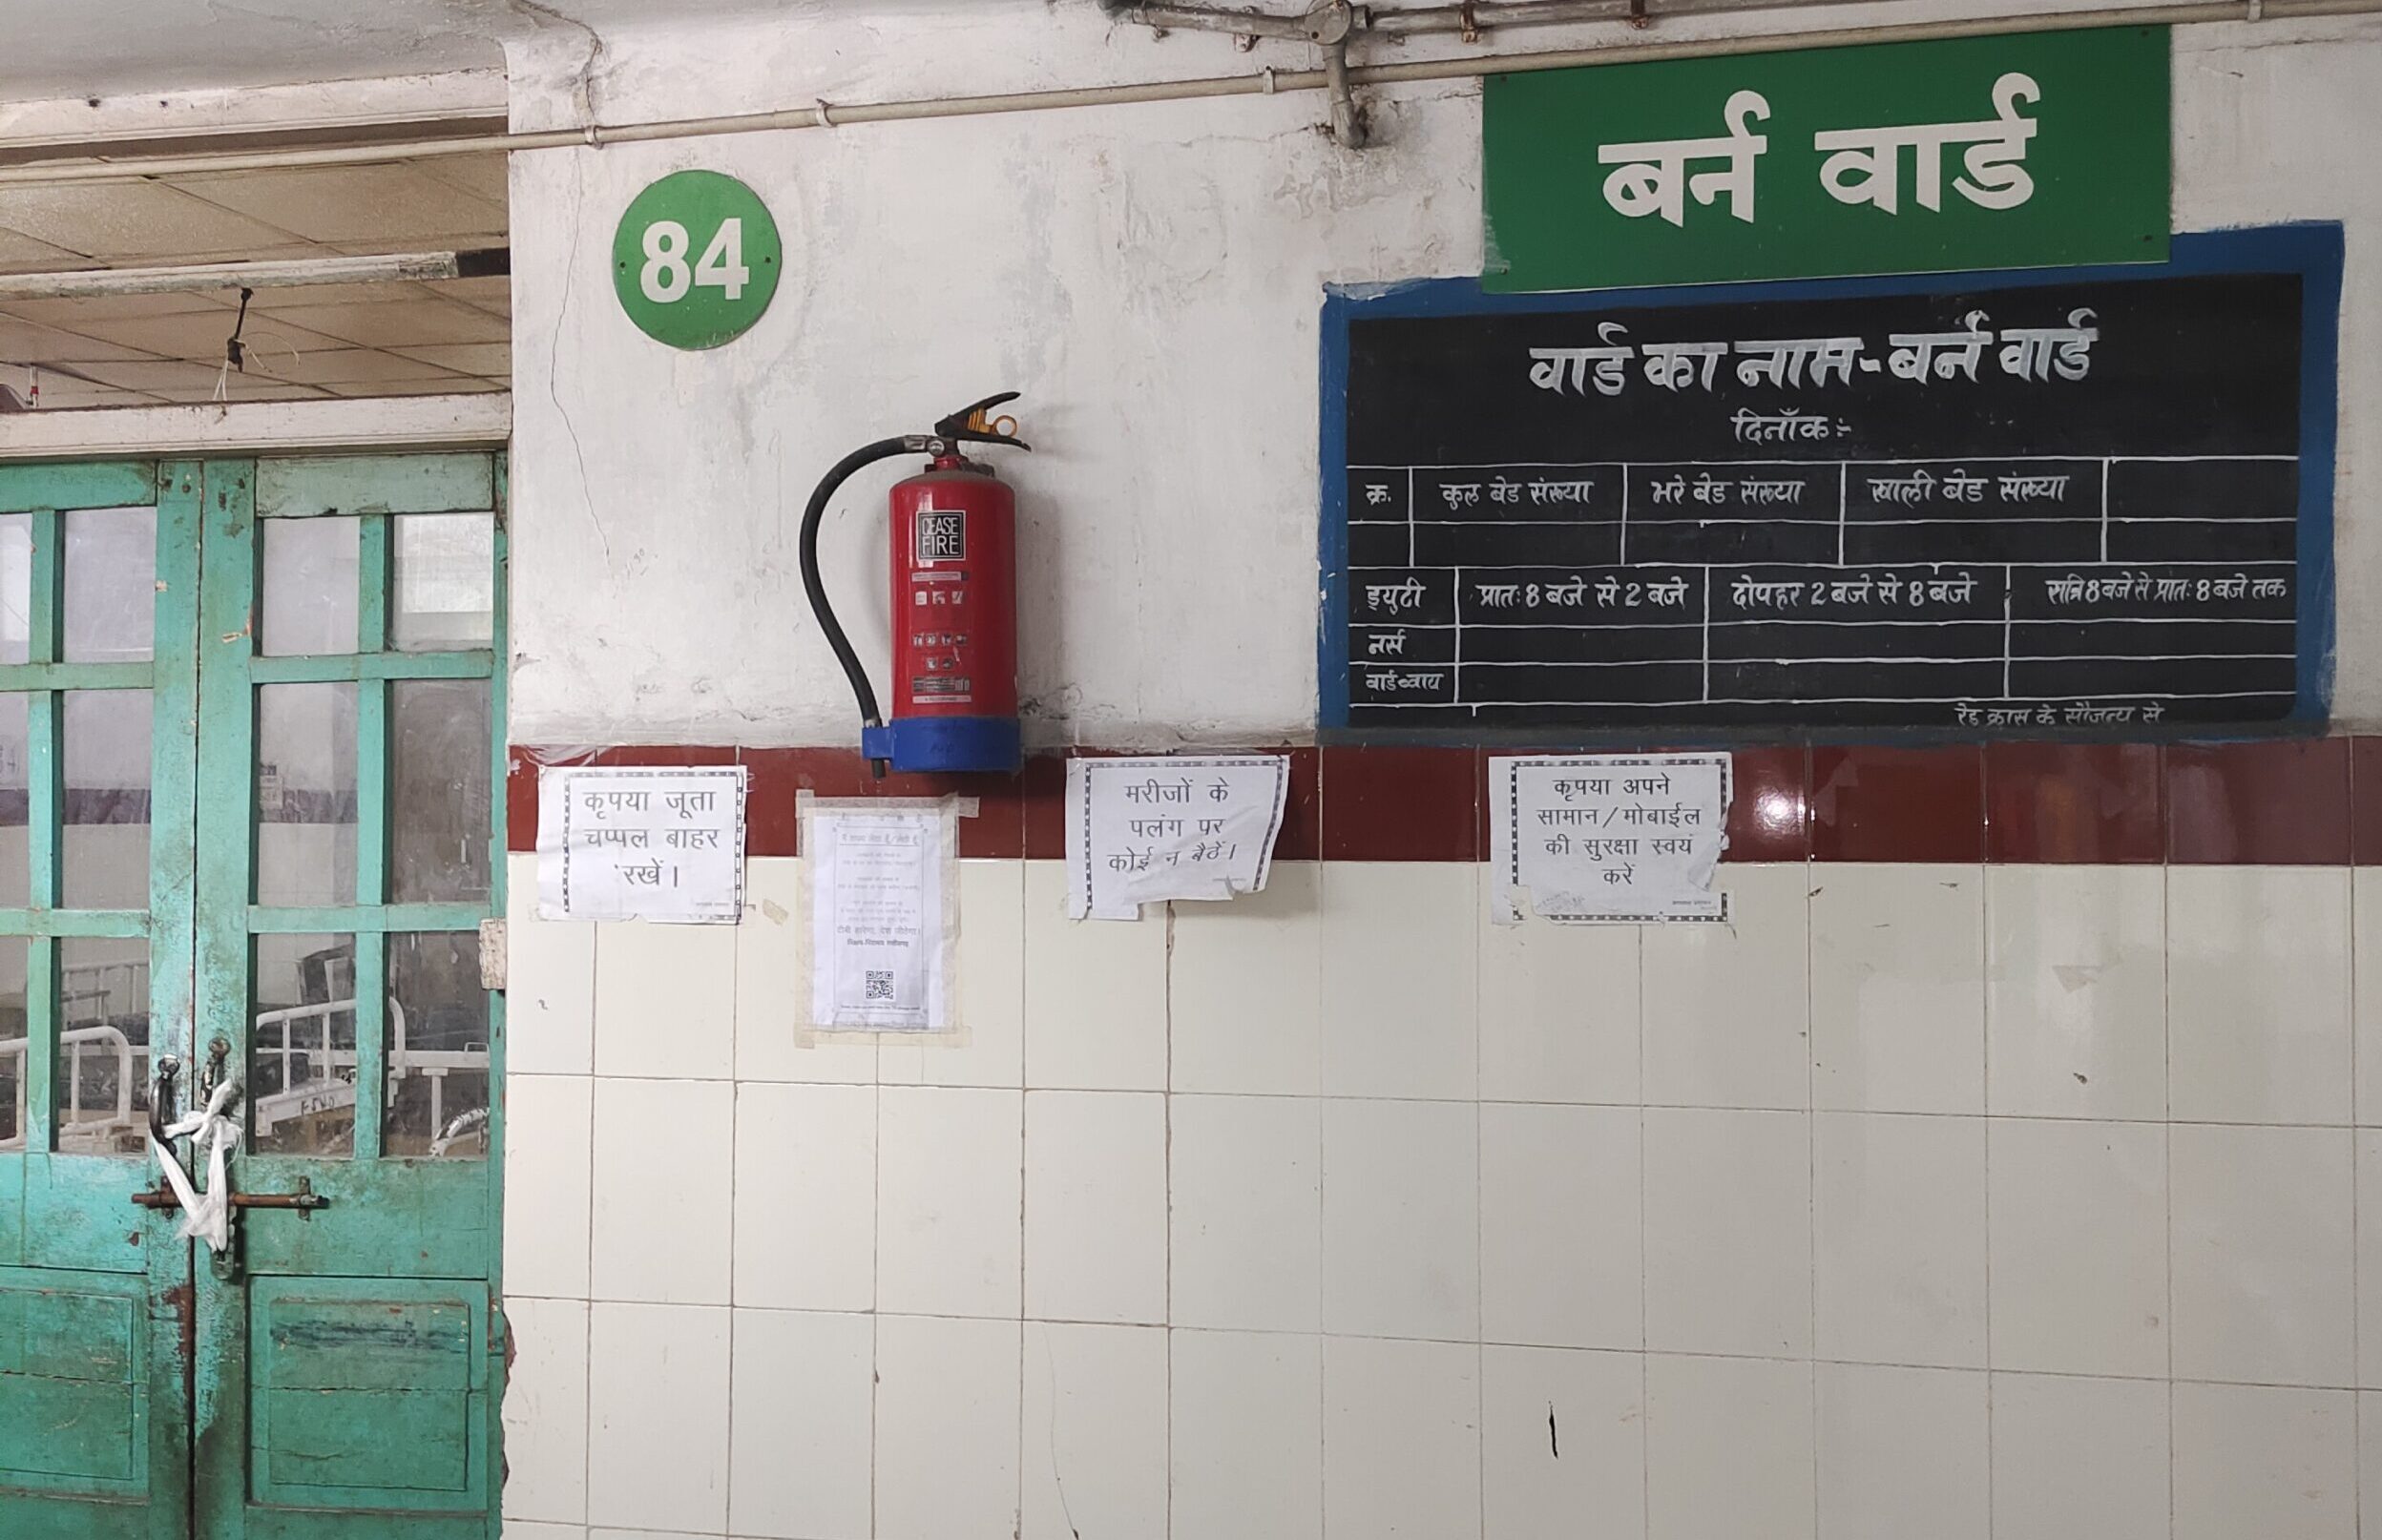 बर्न वार्ड
84
वार्ड का नाम-बर्न वार्ड
दिनाँक:-
क्र. कुल बेड संख्या भरे बेड संख्या खाली बेड संख्या
ड्युटी प्रातः 8 बजे से 2 बजे दोपहर 2 बजे से 8 बजे रात्रि 8 बजे से प्रातः 8 बजे तक
नर्स
वार्ड ब्वाय
रेड क्रास के सौजन्य से
CEASE
FIRE
कृपया जूता
चप्पल बाहर
रखें।
टीबी हारेगा, देश जीतेगा।
मरीजों के
पलंग पर
कोई न बैठें।
कृपया अपने
सामान/मोबाईल
की सुरक्षा स्वयं
करें